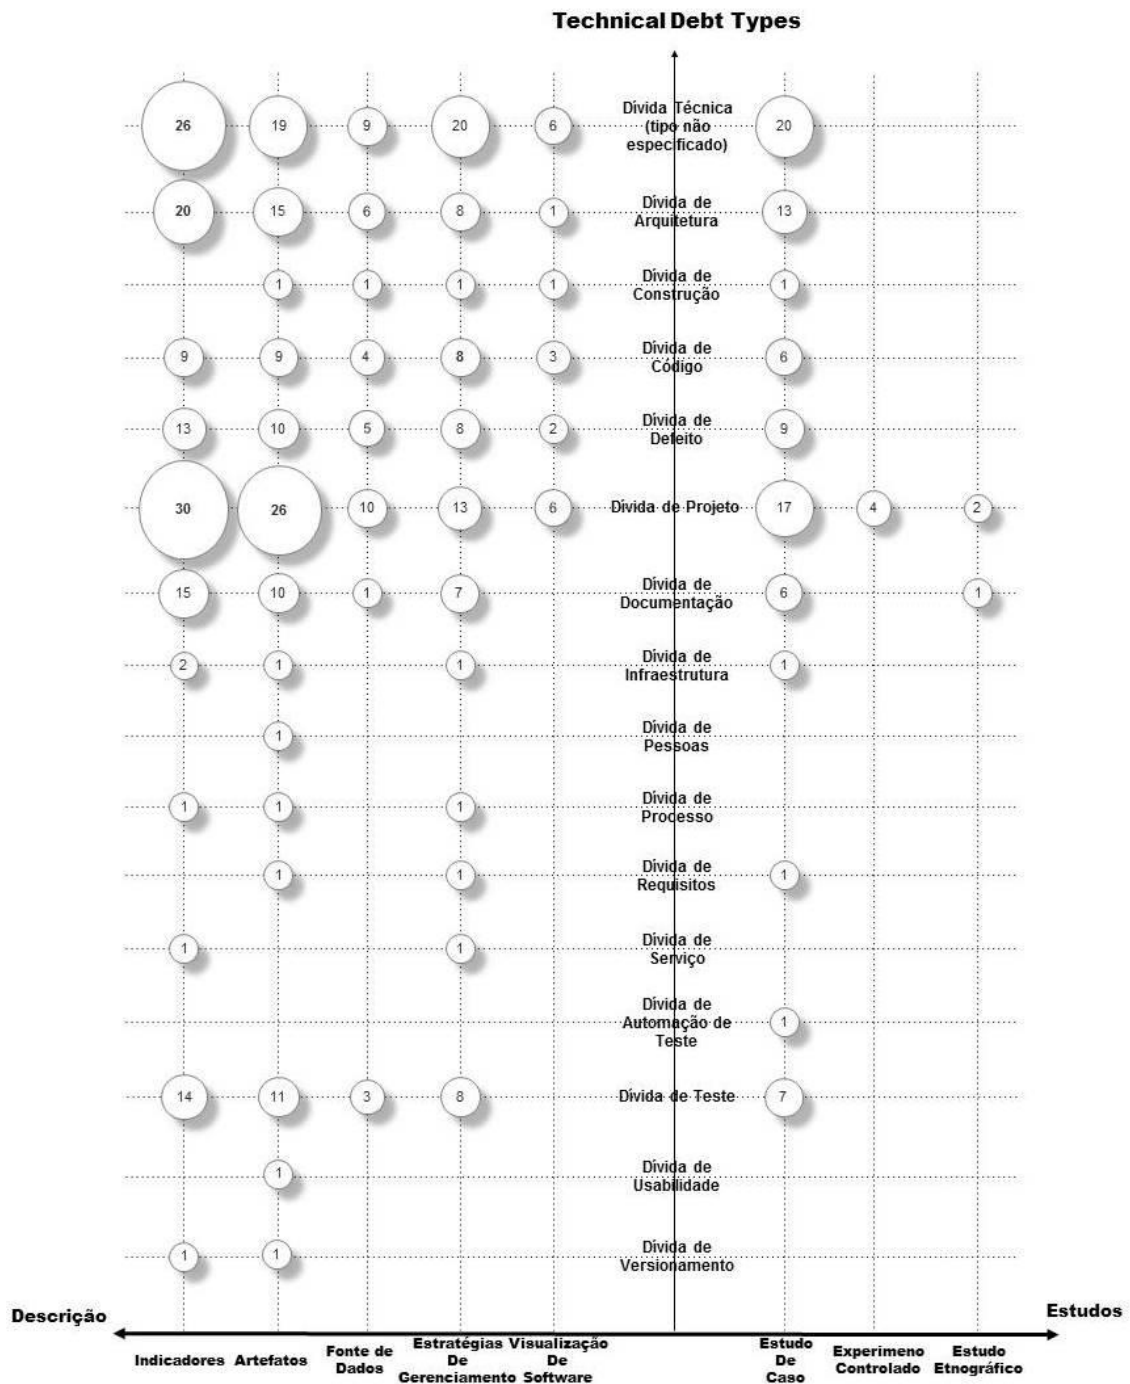 Technical Debt Types
Dívida Técnica
(tipo não
especificado)
26 19 9 20 6 20
Dívida de
Arquitetura
20 15 6 8 1 13
Dívida de
Construção
1 1 1 1 1
Dívida de
Código
9 9 4 8 3 6
Dívida de
Defeito
13 10 5 8 2 9
Dívida de Projeto
30 26 10 13 6 17 4 2
Dívida de
Documentação
15 10 1 7 6 1
Dívida de
Infraestrutura
2 1 1 1
Dívida de
Pessoas
1
Dívida de
Processo
1 1 1
Dívida de
Requisitos
1 1 1
Dívida de
Serviço
1 1
Dívida de
Automação de
Teste
1
Dívida de Teste
14 11 3 8 7
Dívida de
Usabilidade
1
Dívida de
Versionamento
1 1
Descrição
Estudos
Indicadores
Artefatos
Fonte de
Dados
Estratégias
De
Gerenciamento
Visualização
De
Software
Estudo
De
Caso
Experimeno
Controlado
Estudo
Etnográfico